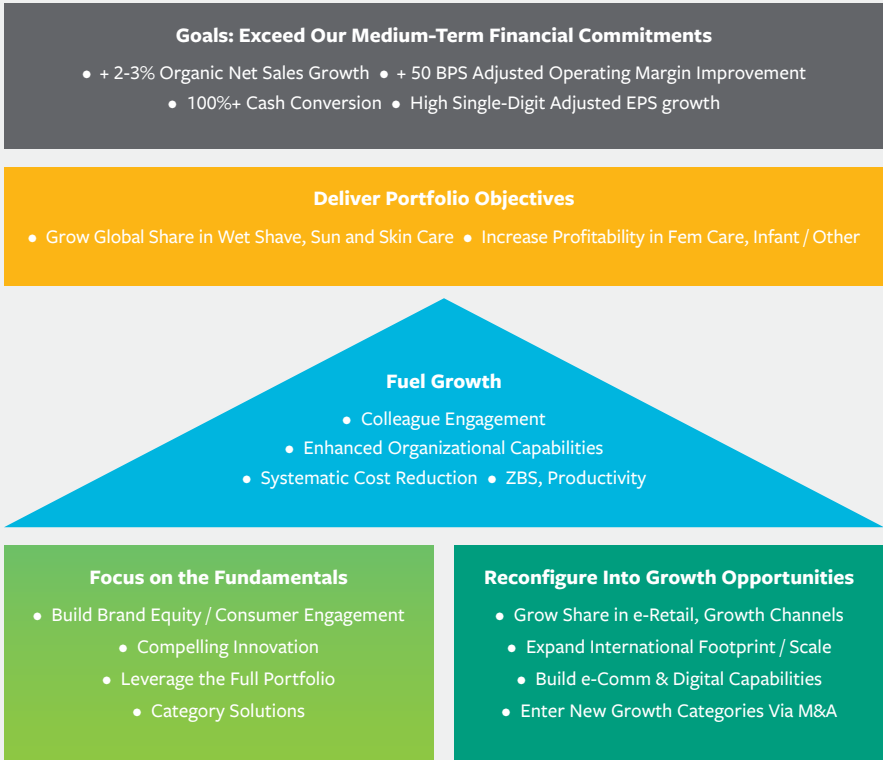 Goals: Exceed Our Medium-Term Financial Commitments
● + 2-3% Organic Net Sales Growth ● + 50 BPS Adjusted Operating Margin Improvement
● 100%+ Cash Conversion ● High Single-Digit Adjusted EPS growth
Deliver Portfolio Objectives
● Grow Global Share in Wet Shave, Sun and Skin Care ● Increase Profitability in Fem Care, Infant / Other
Fuel Growth
● Colleague Engagement
● Enhanced Organizational Capabilities
● Systematic Cost Reduction ● ZBS, Productivity
Focus on the Fundamentals
● Build Brand Equity / Consumer Engagement
● Compelling Innovation
● Leverage the Full Portfolio
● Category Solutions
Reconfigure Into Growth Opportunities
● Grow Share in e-Retail, Growth Channels
● Expand International Footprint / Scale
● Build e-Comm & Digital Capabilities
● Enter New Growth Categories Via M&A